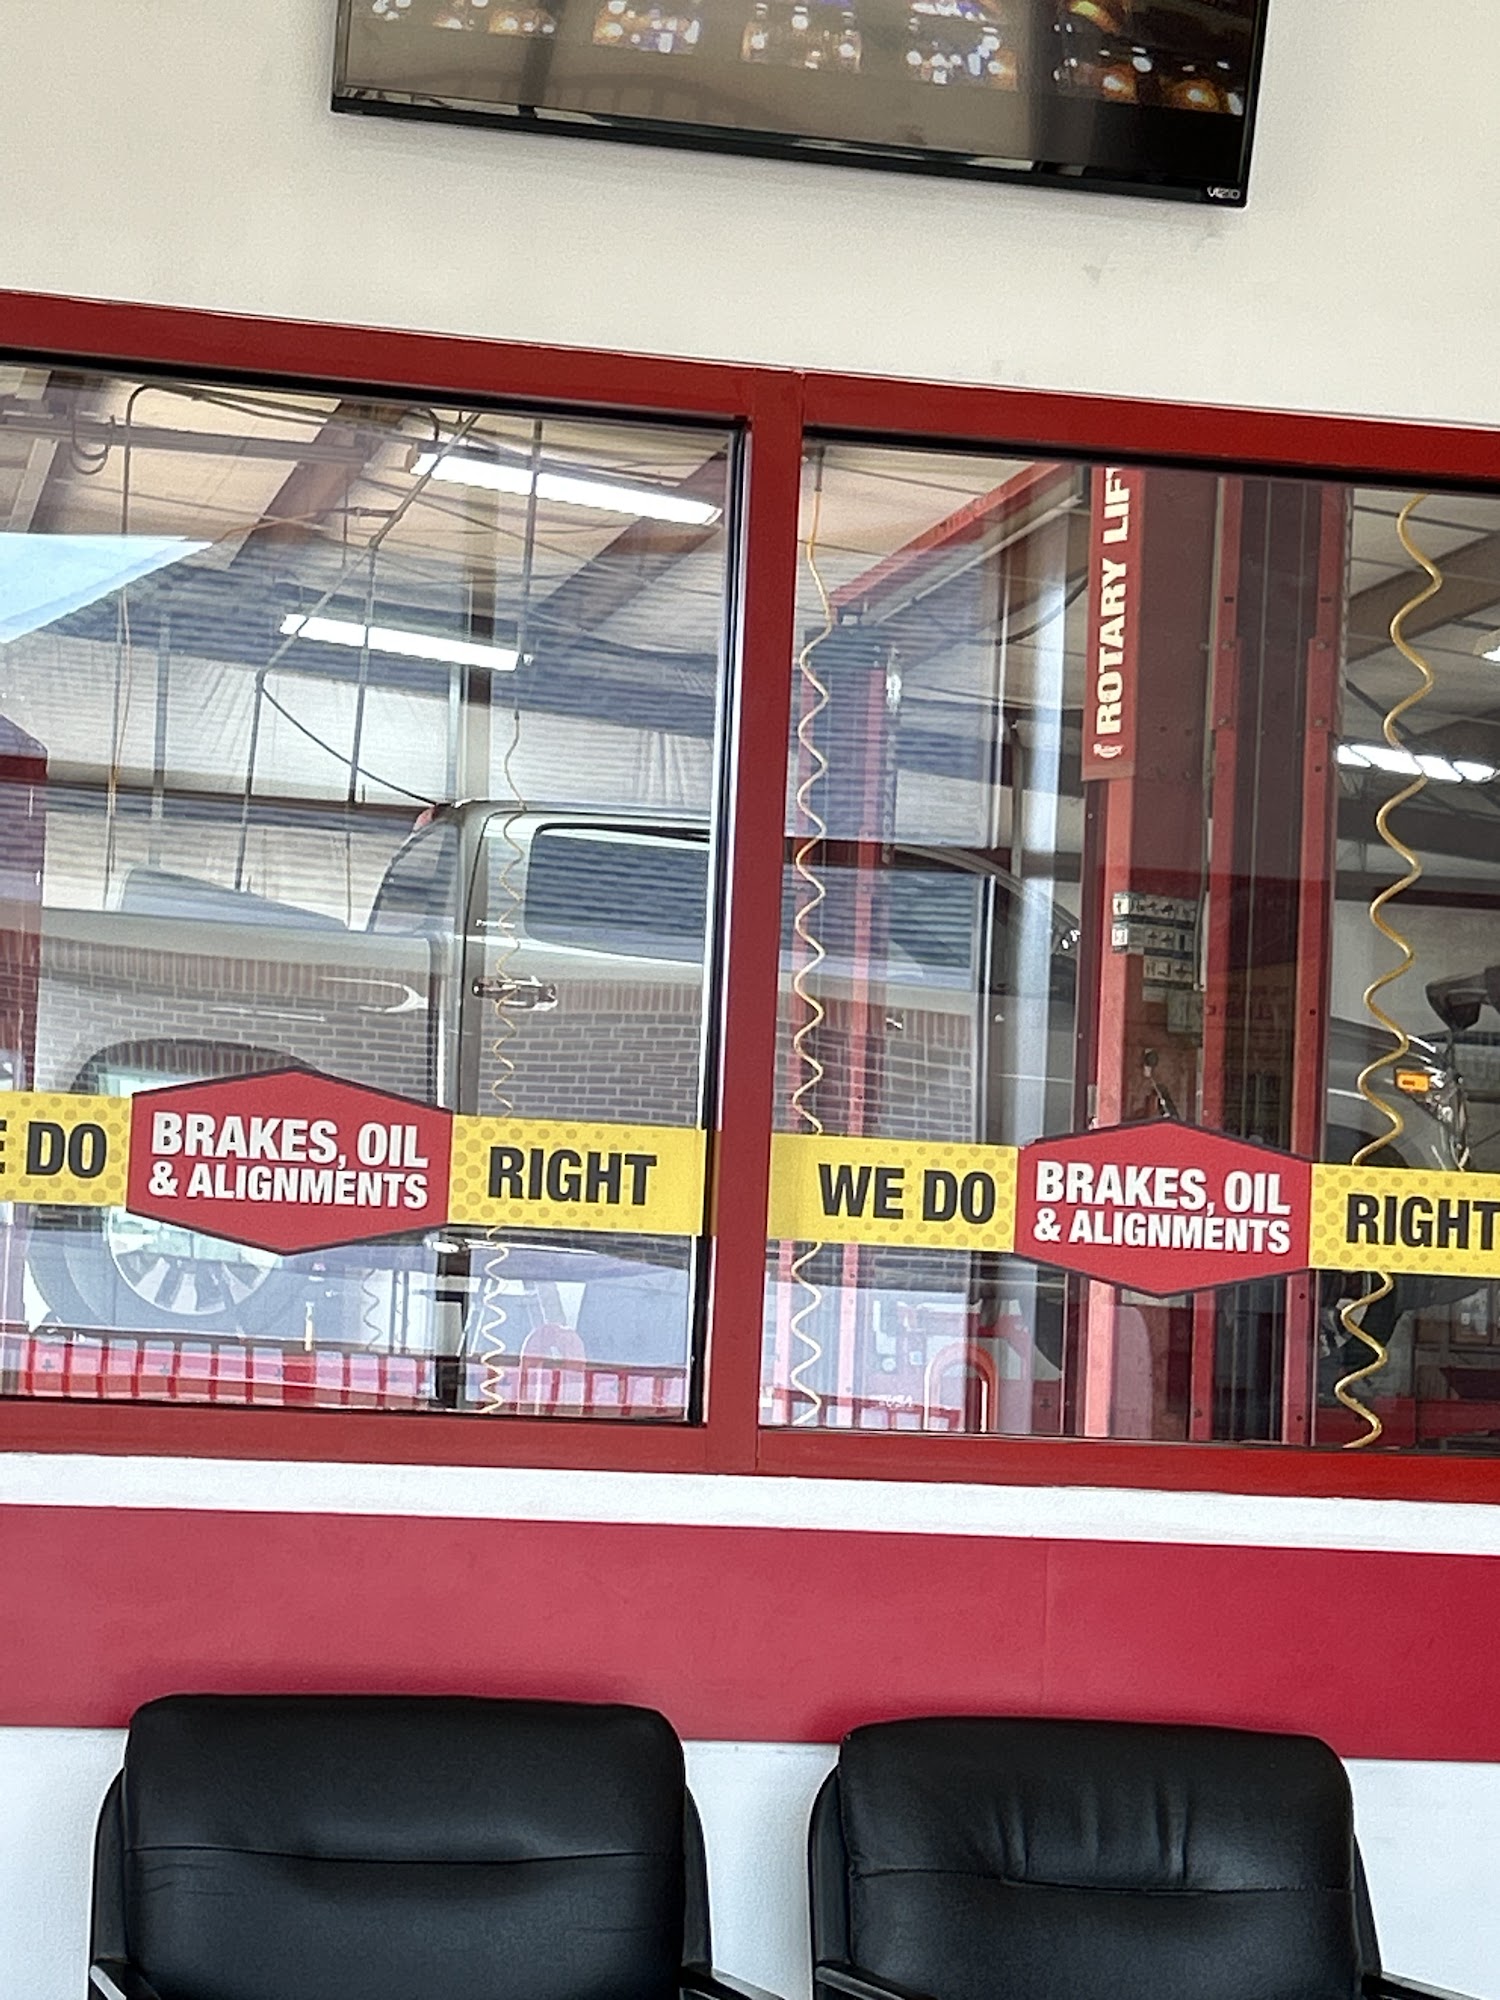 VIZIO
ROTARY LIF
E DO
BRAKES, OIL
& ALIGNMENTS
RIGHT
WE DO
BRAKES, OIL
& ALIGNMENTS
RIGHT